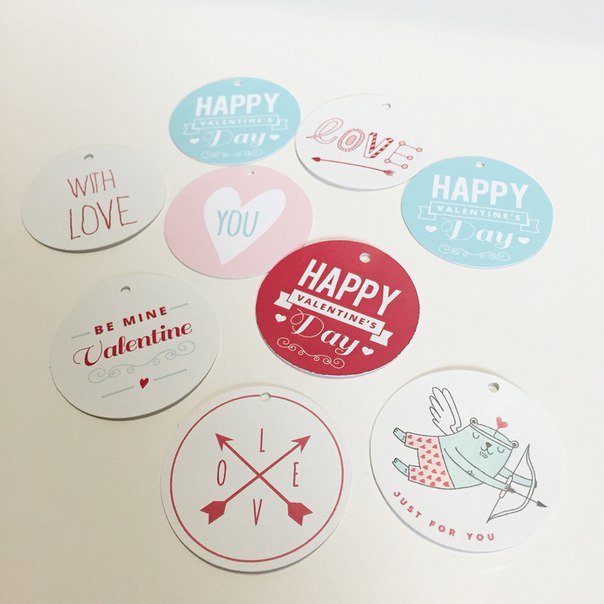 HAPPY
VALENTINE'S
Day
LOVE
WITH
LOVE
YOU
HAPPY
VALENTINE'S
Day
HAPPY
VALENTINE'S
Day
BE MINE
Valentine
L
O E
V
JUST FOR YOU